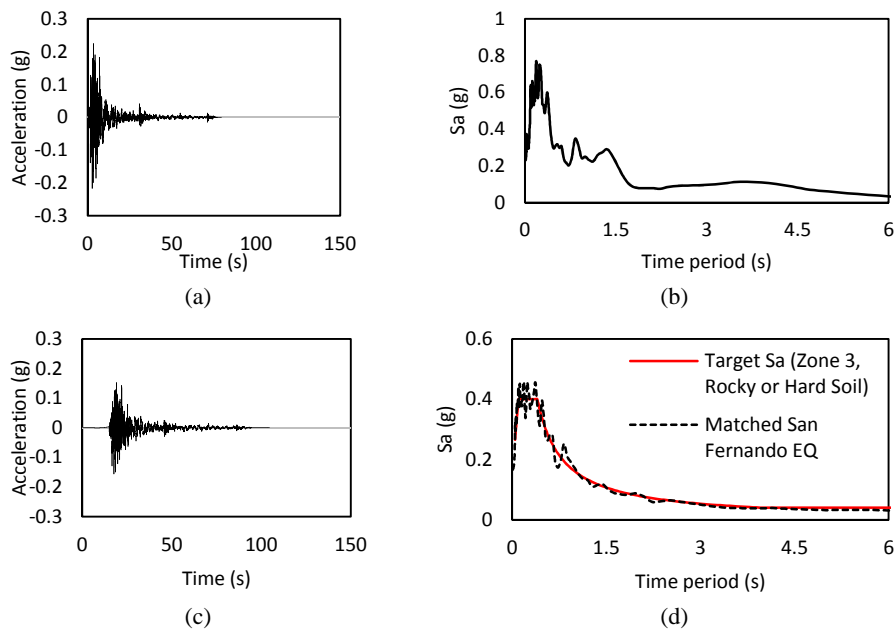 0.3
0.2
0.1
0
-0.1
-0.2
-0.3
Acceleration (g)
0 50 100 150
Time (s)
(a)
1
0.8
0.6
0.4
0.2
0
Sa (g)
0 1.5 3 4.5 6
Time period (s)
(b)
0.3
0.2
0.1
0
-0.1
-0.2
-0.3
Acceleration (g)
0 50 100 150
Time (s)
(c)
0.6
0.4
0.2
0
Sa (g)
Target Sa (Zone 3,
Rocky or Hard Soil)
Matched San
Fernando EQ
0 1.5 3 4.5 6
Time period (s)
(d)